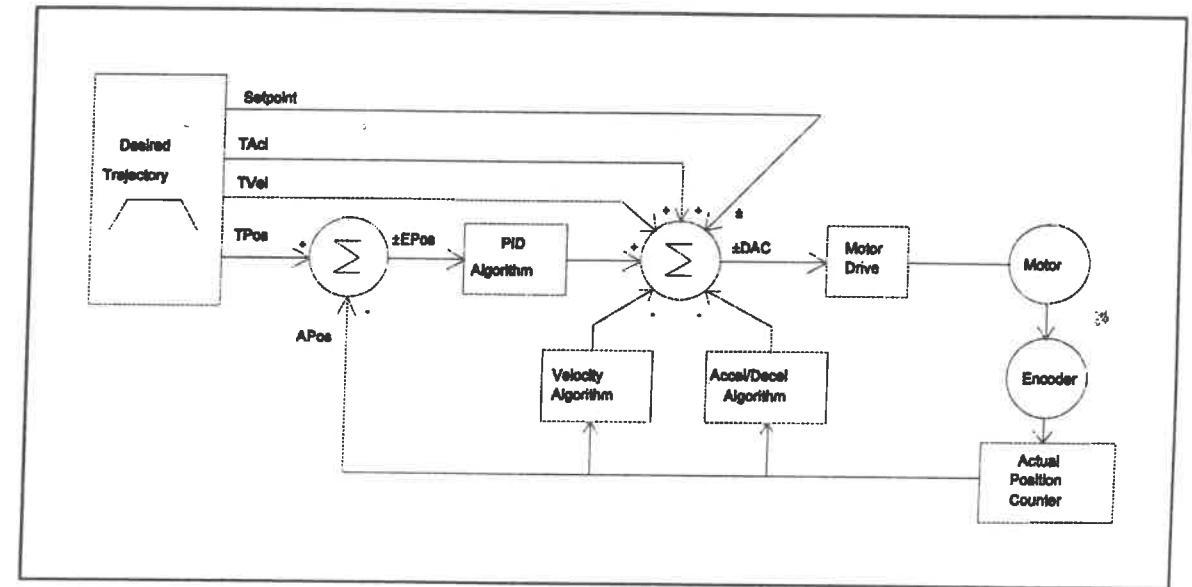 Setpoint
Desired
Trajectory
TAcl
TVel
TPos
+
±EPos
PID
Algorithm
+
+
+
+
±
Σ
Σ
±DAC
Motor
Drive
Motor
-
APos
-
-
Velocity
Algorithm
Accel/Decel
Algorithm
Encoder
Actual
Position
Counter